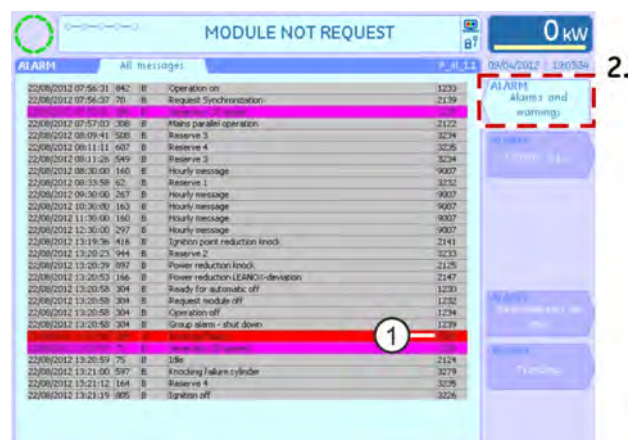 MODULE NOT REQUEST
0 kW
ALARM All messages
09/04/2012
2.
ALARM
Alarms and
warnings
22/08/2012 07:56:31 842 B Operation on 1233
22/08/2012 07:56:37 70 B Request Synchronization 2139
22/08/2012 07:57:03 308 B Mains parallel operation 2122
22/08/2012 08:09:41 508 B Reserve 3 3234
22/08/2012 08:11:11 607 B Reserve 4 3235
22/08/2012 08:11:26 549 B Reserve 3 3234
22/08/2012 08:30:00 160 B Hourly message 9007
22/08/2012 08:33:58 62 B Reserve 1 3232
22/08/2012 09:30:00 267 B Hourly message 9007
22/08/2012 10:30:00 163 B Hourly message 9007
22/08/2012 11:30:00 160 B Hourly message 9007
22/08/2012 12:30:00 297 B Hourly message 9007
22/08/2012 13:19:36 416 B Ignition point reduction knock 2141
22/08/2012 13:20:23 944 B Reserve 2 3233
22/08/2012 13:20:39 897 B Power reduction knock 2125
22/08/2012 13:20:53 166 B Power reduction LEANOX-deviation 2147
22/08/2012 13:20:58 304 B Ready for automatic off 1230
22/08/2012 13:20:58 304 B Request module off 1232
22/08/2012 13:20:58 304 B Operation off 1234
22/08/2012 13:20:58 304 B Group alarm - shut down 1239
1
22/08/2012 13:20:59 75 B Idle 2124
22/08/2012 13:21:00 597 B Knocking failure cylinder 3279
22/08/2012 13:21:12 164 B Reserve 4 3235
22/08/2012 13:21:19 805 B Ignition off 3226